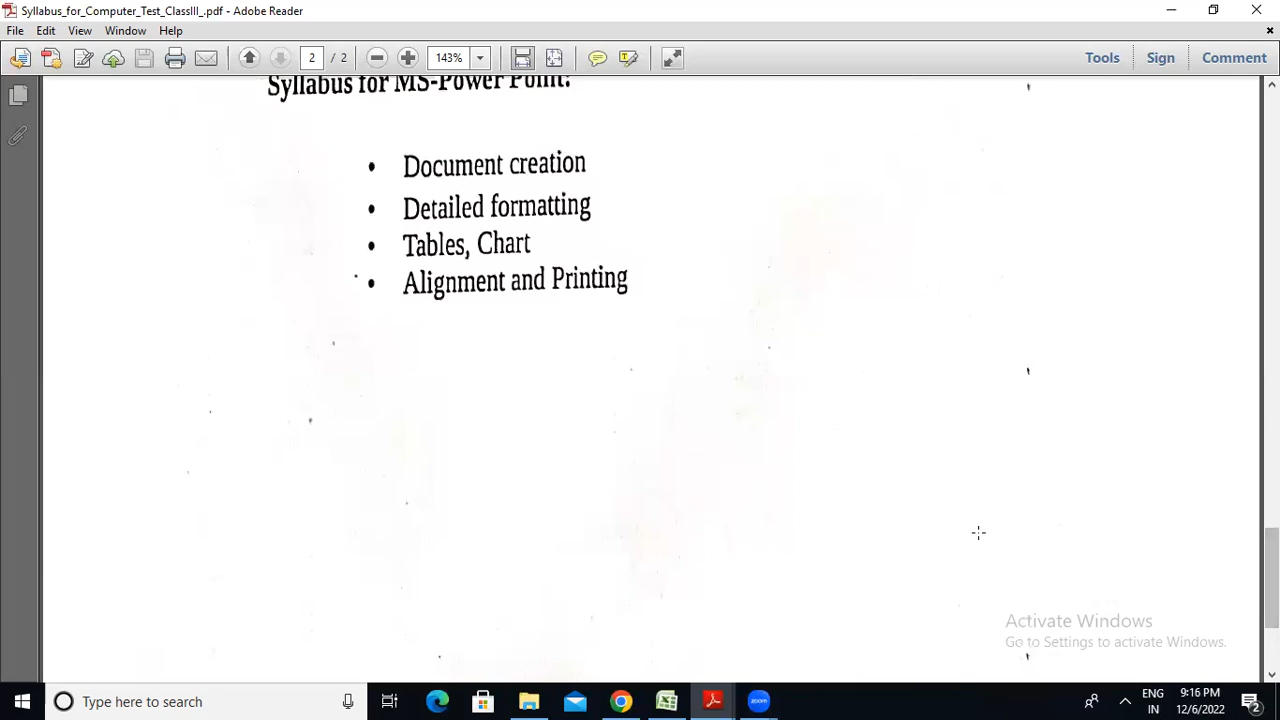 Syllabus_for_Computer_Test_ClassIII_.pdf - Adobe Reader
File Edit View Window Help
2 / 2 143% Tools Sign Comment
Syllabus for MS-Power Point:
• Document creation
• Detailed formatting
• Tables, Chart
• Alignment and Printing
Activate Windows
Go to Settings to activate Windows.
Type here to search
zoom
ENG
IN
9:16 PM
12/6/2022
2